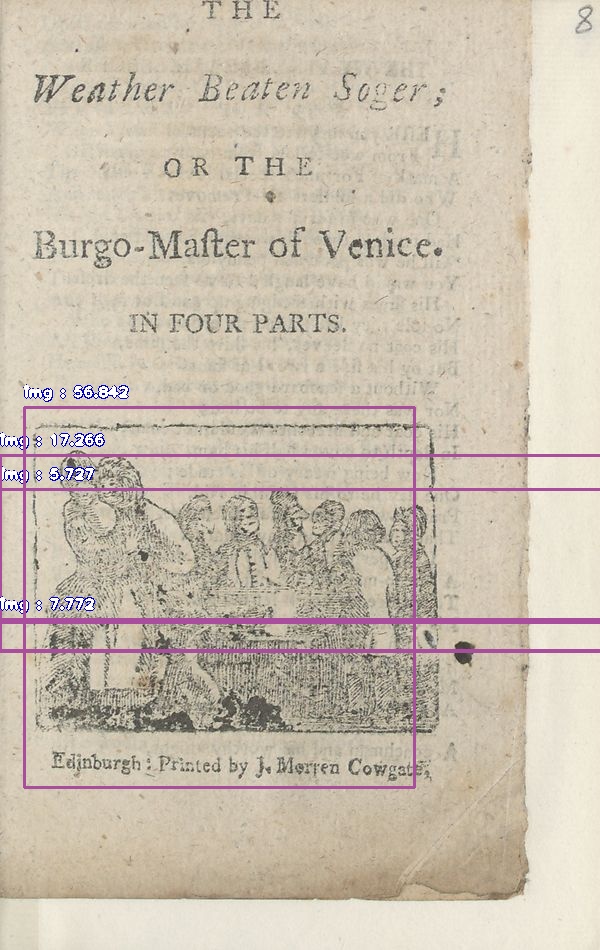 THE
8
Weather Beaten Soger;
OR THE
Burgo-Maſter of Venice.
IN FOUR PARTS.
img : 56.842
img : 17.266
img : 5.727
img : 7.772
Edinburgh: Printed by J. Morren Cowgate,